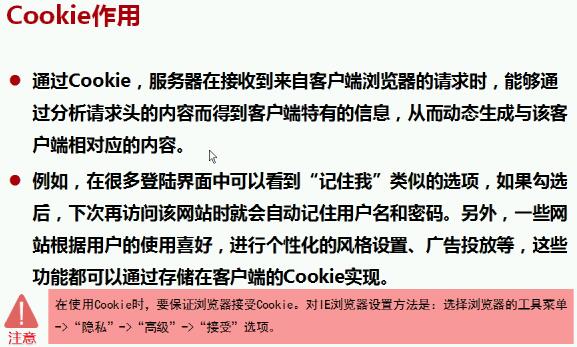 Cookie作用
● 通过Cookie，服务器在接收到来自客户端浏览器的请求时，能够通
过分析请求头的内容而得到客户端特有的信息，从而动态生成与该客
户端相对应的内容。
● 例如，在很多登陆界面中可以看到“记住我”类似的选项，如果勾选
后，下次再访问该网站时就会自动记住用户名和密码。另外，一些网
站根据用户的使用喜好，进行个性化的风格设置、广告投放等，这些
功能都可以通过存储在客户端的Cookie实现。
在使用Cookie时，要保证浏览器接受Cookie。对IE浏览器设置方法是：选择浏览器的工具菜单
->“隐私”->“高级”->“接受”选项。
注意